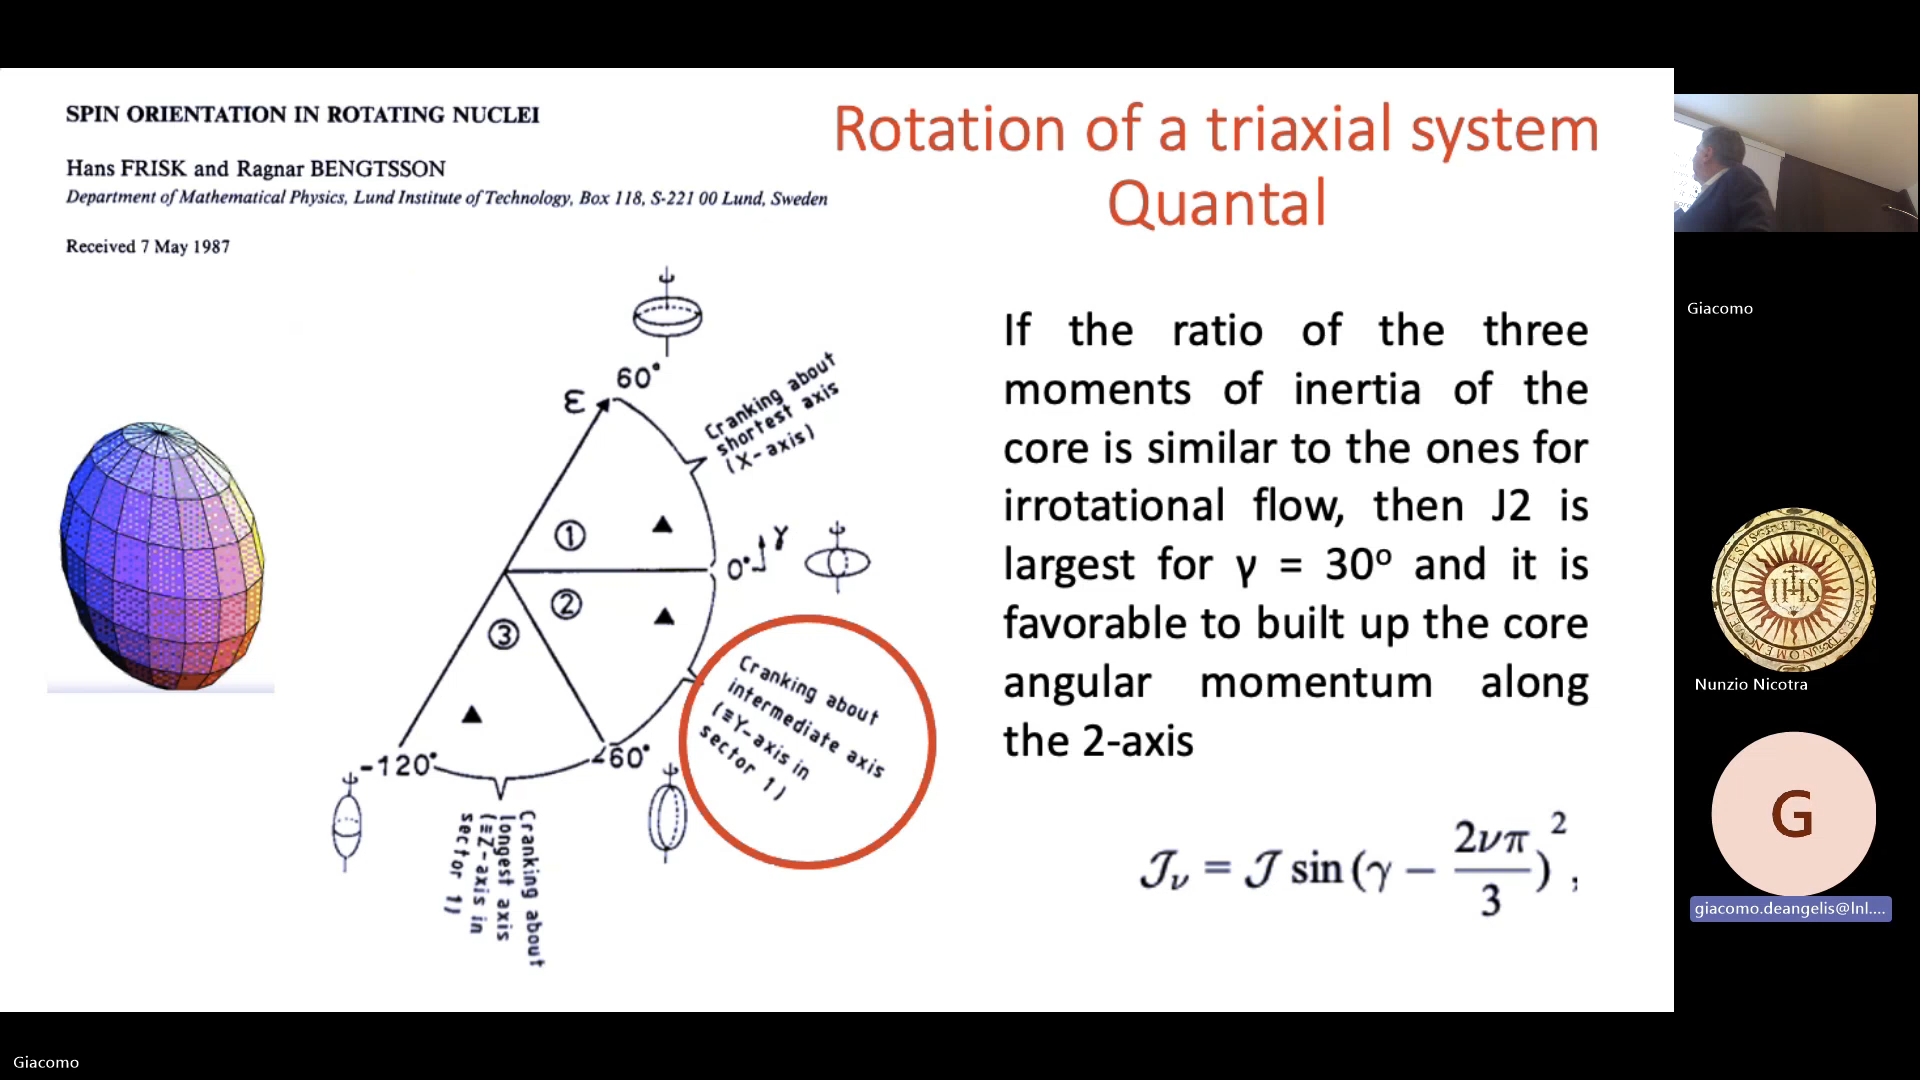 SPIN ORIENTATION IN ROTATING NUCLEI
Hans FRISK and Ragnar BENGTSSON
Department of Mathematical Physics, Lund Institute of Technology, Box 118, S-221 00 Lund, Sweden
Received 7 May 1987
Rotation of a triaxial system
Quantal
ε
60°
Cranking about
shortest axis
(X-axis)
①
0°
γ
②
③
Cranking about
intermediate axis
(≡Y-axis in
sector 1)
-120°
-60°
Cranking about
longest axis
(≡Z-axis in
sector 1)
If the ratio of the three
moments of inertia of the
core is similar to the ones for
irrotational flow, then J2 is
largest for γ = 30º and it is
favorable to built up the core
angular momentum along
the 2-axis
𝒥ν = 𝒥 sin (γ − 2νπ/3)²,
Giacomo
IHS
Nunzio Nicotra
G
giacomo.deangelis@lnl....
Giacomo